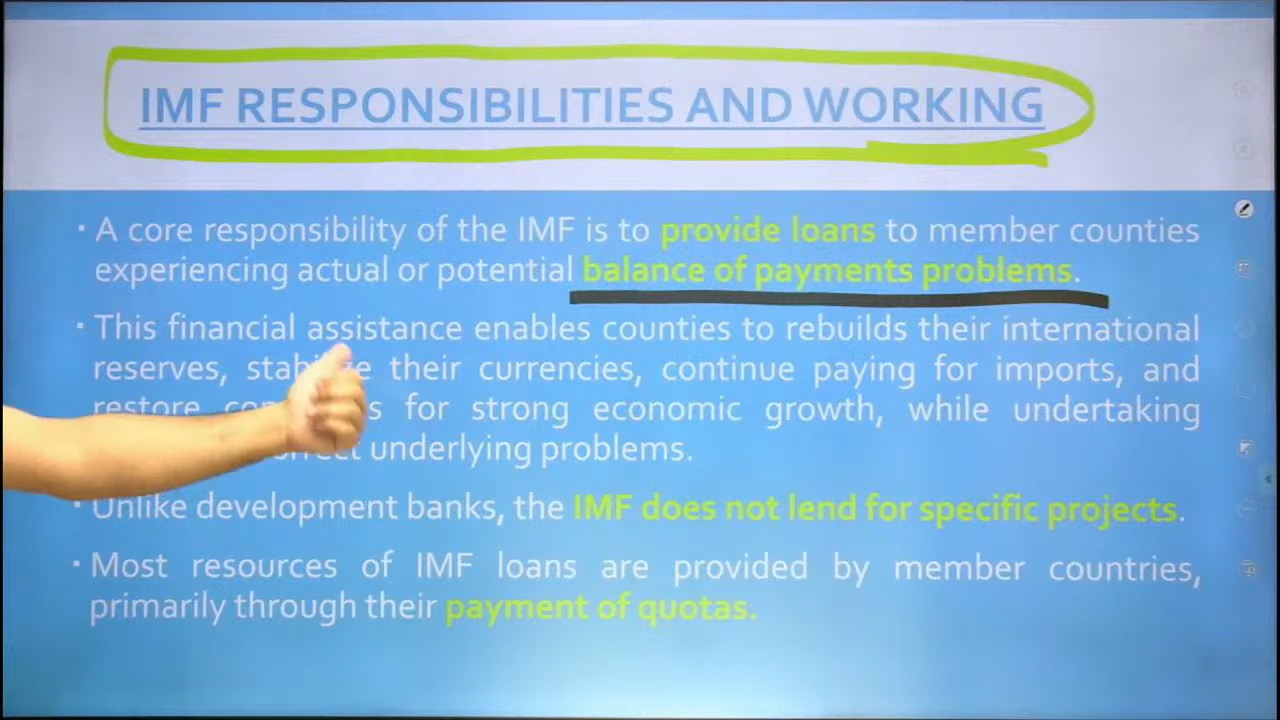 IMF RESPONSIBILITIES AND WORKING
· A core responsibility of the IMF is to provide loans to member counties
experiencing actual or potential balance of payments problems.
· This financial assistance enables counties to rebuilds their international
reserves, their currencies, continue paying for imports, and
restore for strong economic growth, while undertaking
underlying problems.
· Unlike development banks, the IMF does not lend for specific projects.
· Most resources of IMF loans are provided by member countries,
primarily through their payment of quotas.